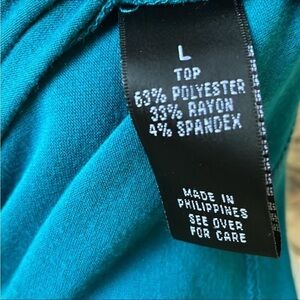 L
TOP
63% POLYESTER
33% RAYON
4% SPANDEX
MADE IN
PHILIPPINES
SEE OVER
FOR CARE